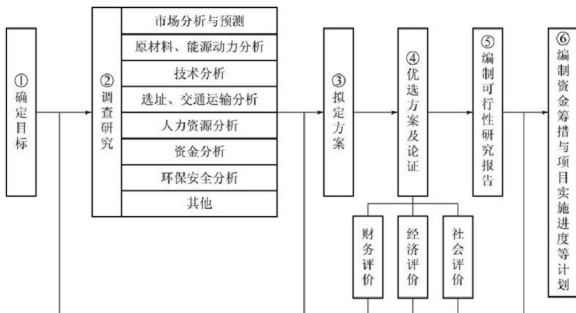 ①确定目标
②调查研究
市场分析与预测
原材料、能源动力分析
技术分析
选址、交通运输分析
人力资源分析
资金分析
环保安全分析
其他
③拟定方案
④优选方案及论证
财务评价
经济评价
社会评价
⑤编制可行性研究报告
⑥编制资金筹措与项目实施进度等计划